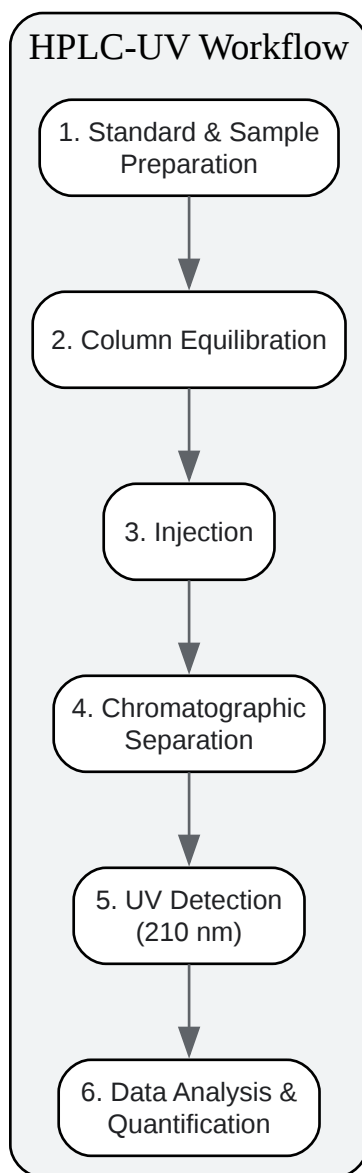 HPLC-UV Workflow
1. Standard & Sample
Preparation
2. Column Equilibration
3. Injection
4. Chromatographic
Separation
5. UV Detection
(210 nm)
6. Data Analysis &
Quantification